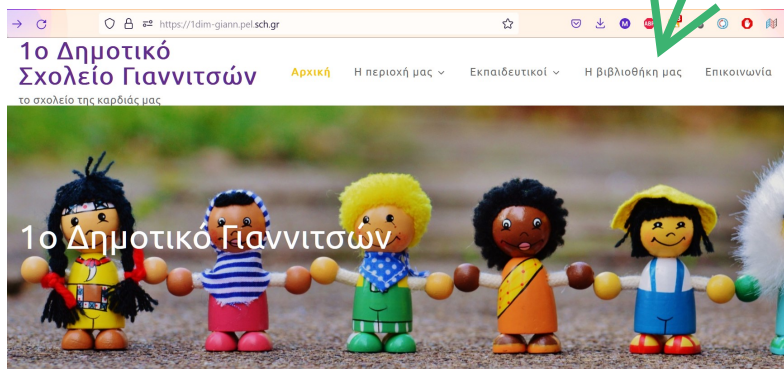 https://1dim-giann.pel.sch.gr
1ο Δημοτικό
Σχολείο Γιαννιτσών
το σχολείο της καρδιάς μας
Αρχική Η περιοχή μας Εκπαιδευτικοί Η βιβλιοθήκη μας Επικοινωνία
1ο Δημοτικό Γιαννιτσών